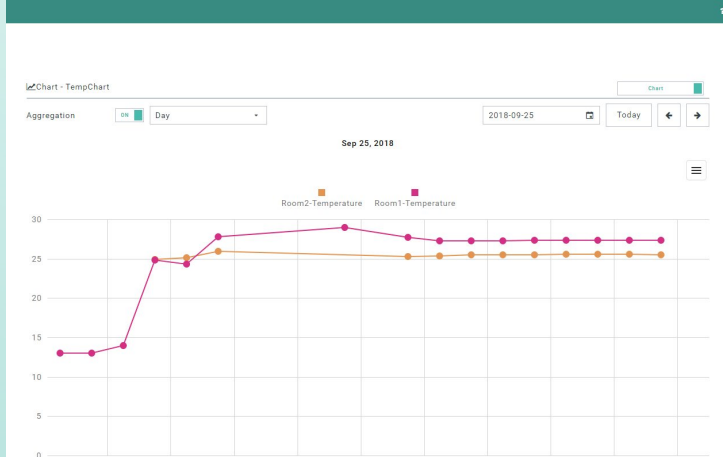 Chart - TempChart
Chart
Aggregation
ON
Day
2018-09-25
Today
Sep 25, 2018
Room2-Temperature
Room1-Temperature
30
25
20
15
10
5
0